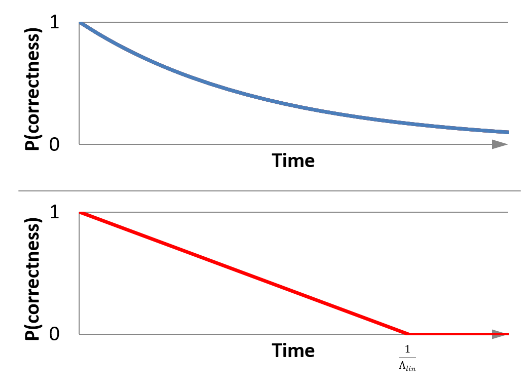 1
P(correctness)
0
Time
1
P(correctness)
0
Time
1
Λlin